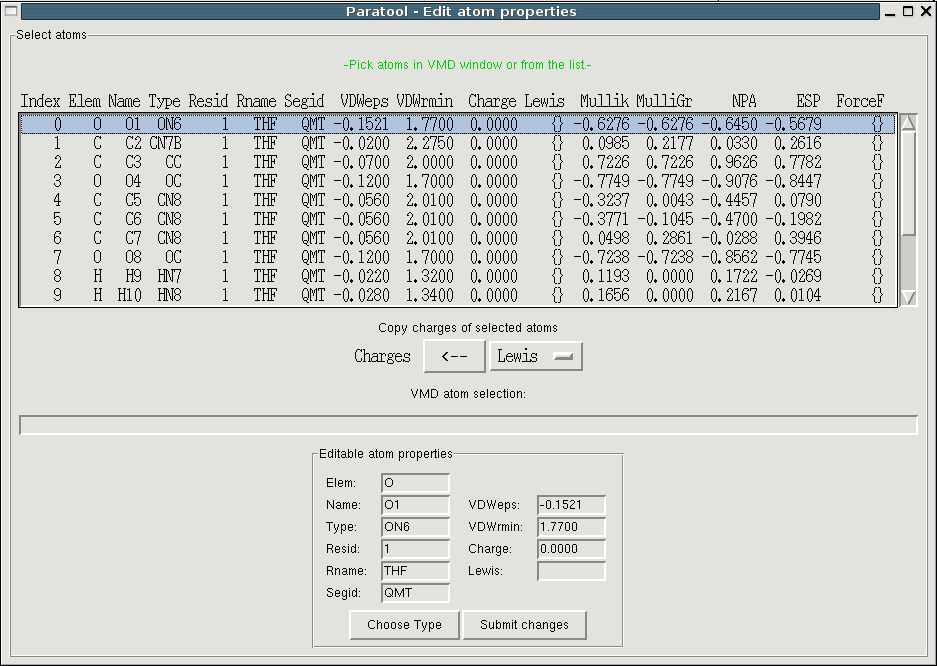 Paratool - Edit atom properties
Select atoms
-Pick atoms in VMD window or from the list.-
Index Elem Name Type Resid Rname Segid VDWeps VDWrmin Charge Lewis Mullik MulliGr NPA ESP ForceF
0 O O1 ON6 1 THF QMT -0.1521 1.7700 0.0000 {} -0.6276 -0.6276 -0.6450 -0.5679 {}
1 C C2 CN7B 1 THF QMT -0.0200 2.2750 0.0000 {} 0.0985 0.2177 0.0330 0.2616 {}
2 C C3 CC 1 THF QMT -0.0700 2.0000 0.0000 {} 0.7226 0.7226 0.9626 0.7782 {}
3 O O4 OC 1 THF QMT -0.1200 1.7000 0.0000 {} -0.7749 -0.7749 -0.9076 -0.8447 {}
4 C C5 CN8 1 THF QMT -0.0560 2.0100 0.0000 {} -0.3237 0.0043 -0.4457 0.0790 {}
5 C C6 CN8 1 THF QMT -0.0560 2.0100 0.0000 {} -0.3771 -0.1045 -0.4700 -0.1982 {}
6 C C7 CN8 1 THF QMT -0.0560 2.0100 0.0000 {} 0.0498 0.2861 -0.0288 0.3946 {}
7 O O8 OC 1 THF QMT -0.1200 1.7000 0.0000 {} -0.7238 -0.7238 -0.8562 -0.7745 {}
8 H H9 HN7 1 THF QMT -0.0220 1.3200 0.0000 {} 0.1193 0.0000 0.1722 -0.0269 {}
9 H H10 HN8 1 THF QMT -0.0280 1.3400 0.0000 {} 0.1656 0.0000 0.2167 0.0104 {}
Copy charges of selected atoms
Charges <-- Lewis
VMD atom selection:
Editable atom properties
Elem: O
Name: O1 VDWeps: -0.1521
Type: ON6 VDWrmin: 1.7700
Resid: 1 Charge: 0.0000
Rname: THF Lewis:
Segid: QMT
Choose Type Submit changes